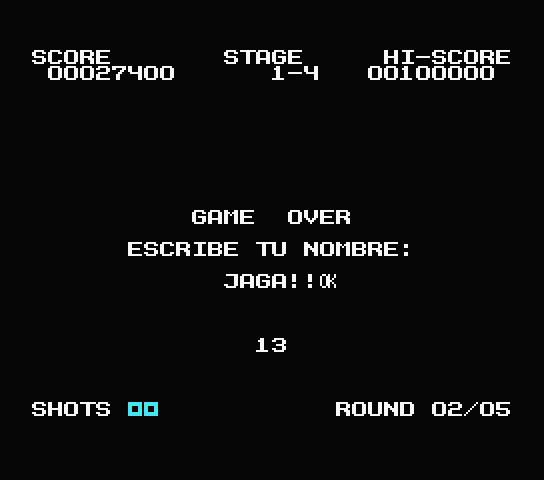 SCORE STAGE HI-SCORE
00027400 1-4 00100000
GAME OVER
ESCRIBE TU NOMBRE:
JAGA!!OK
13
SHOTS ROUND 02/05